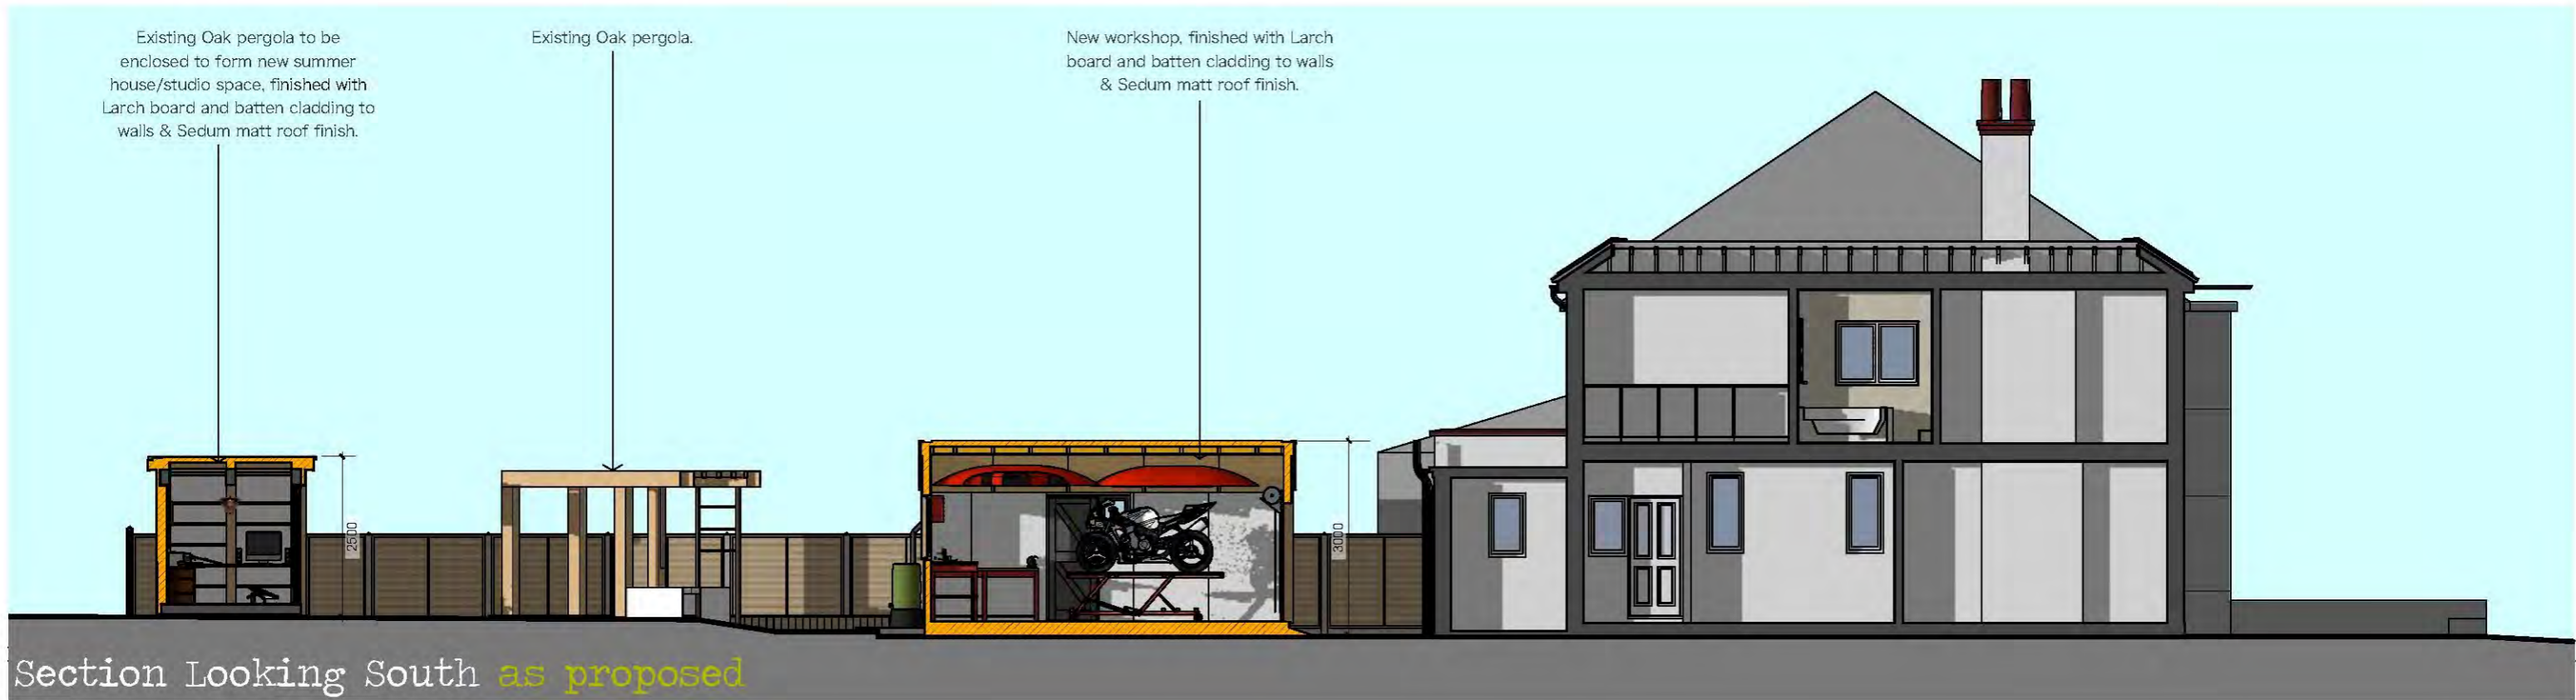 Existing Oak pergola to be
enclosed to form new summer
house/studio space, finished with
Larch board and batten cladding to
walls & Sedum matt roof finish.
Existing Oak pergola.
New workshop, finished with Larch
board and batten cladding to walls
& Sedum matt roof finish.
2500
3000
Section Looking South as proposed